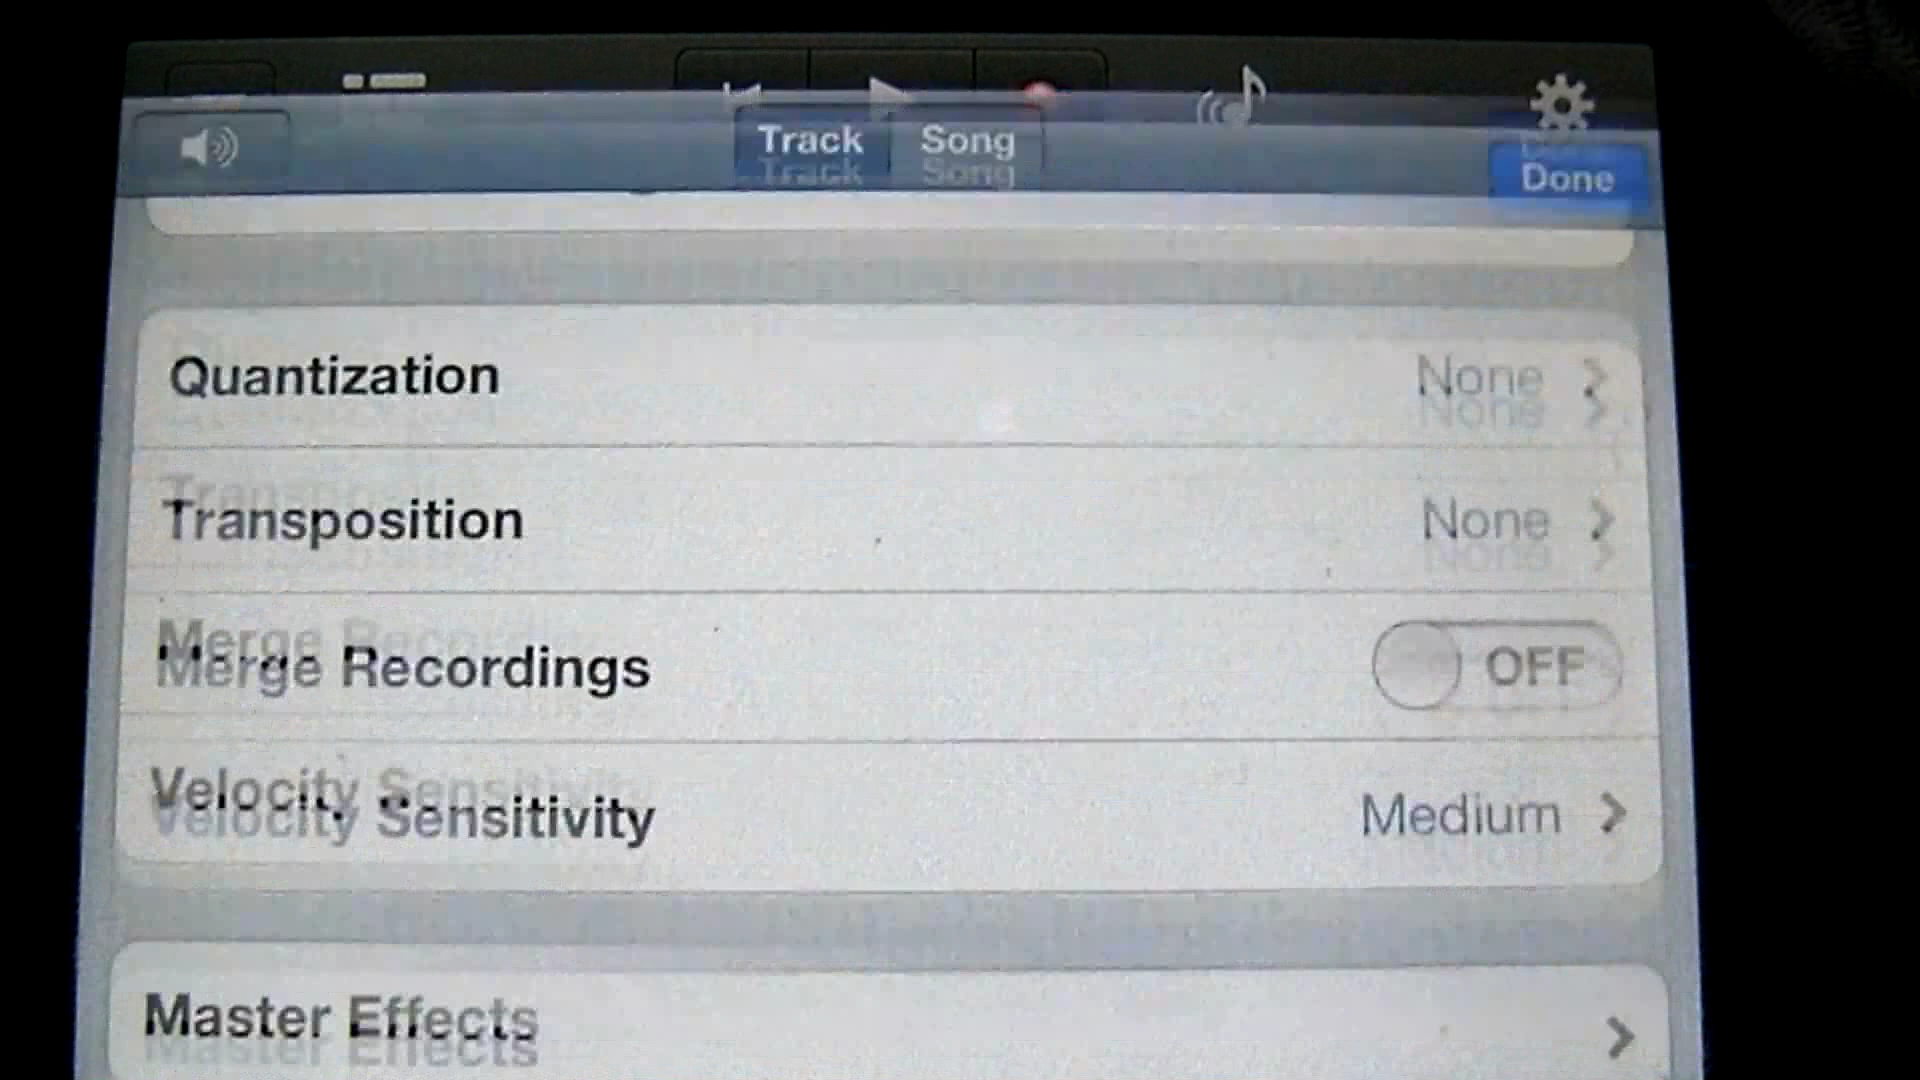 Track Song
Done
Quantization None
Transposition None
Merge Recordings OFF
Velocity Sensitivity Medium
Master Effects